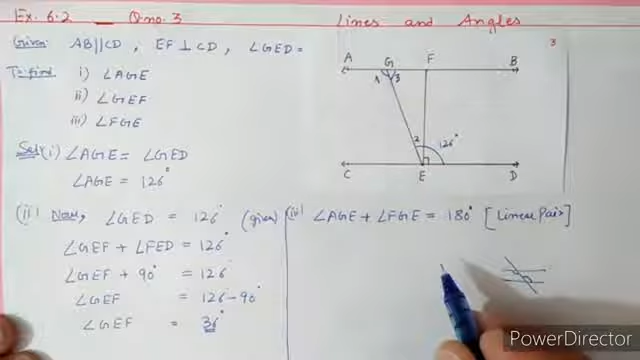 Ex. 6.2 Q.no. 3 Lines and Angles
Given: AB || CD, EF ⊥ CD, ∠GED =
To find i) ∠AGE
ii) ∠GEF
iii) ∠FGE
3
A G F B
1 3
2 126°
C E D
Sol: (i) ∠AGE = ∠GED
∠AGE = 126°
(ii) Now, ∠GED = 126° (given)
∠GEF + ∠FED = 126°
∠GEF + 90° = 126°
∠GEF = 126 - 90°
∠GEF = 36°
(iii) ∠AGE + ∠FGE = 180° [Linear Pair]
PowerDirector